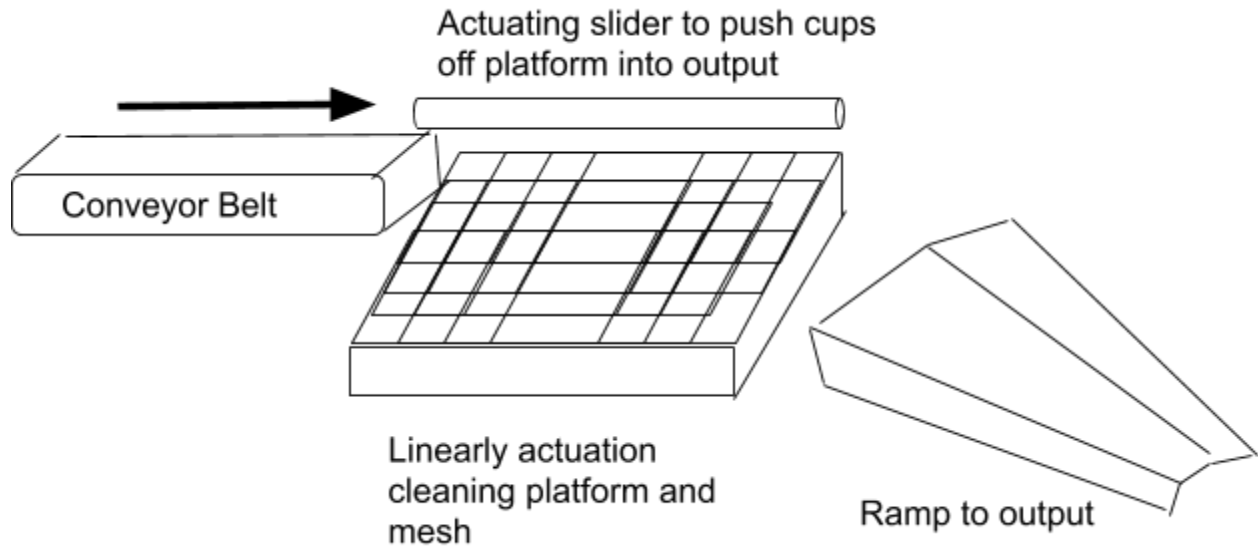 Actuating slider to push cups
off platform into output
Conveyor Belt
Linearly actuation
cleaning platform and
mesh
Ramp to output